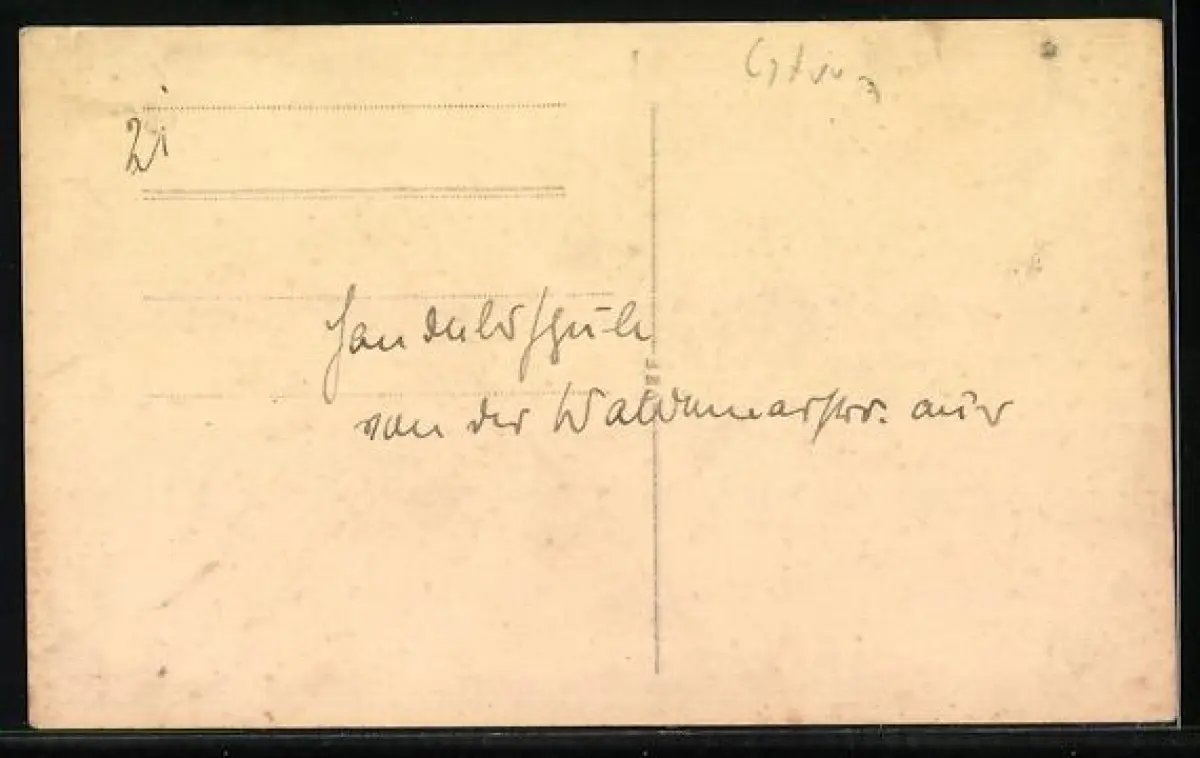 Handelsschule
von der Waldemarstr. aus